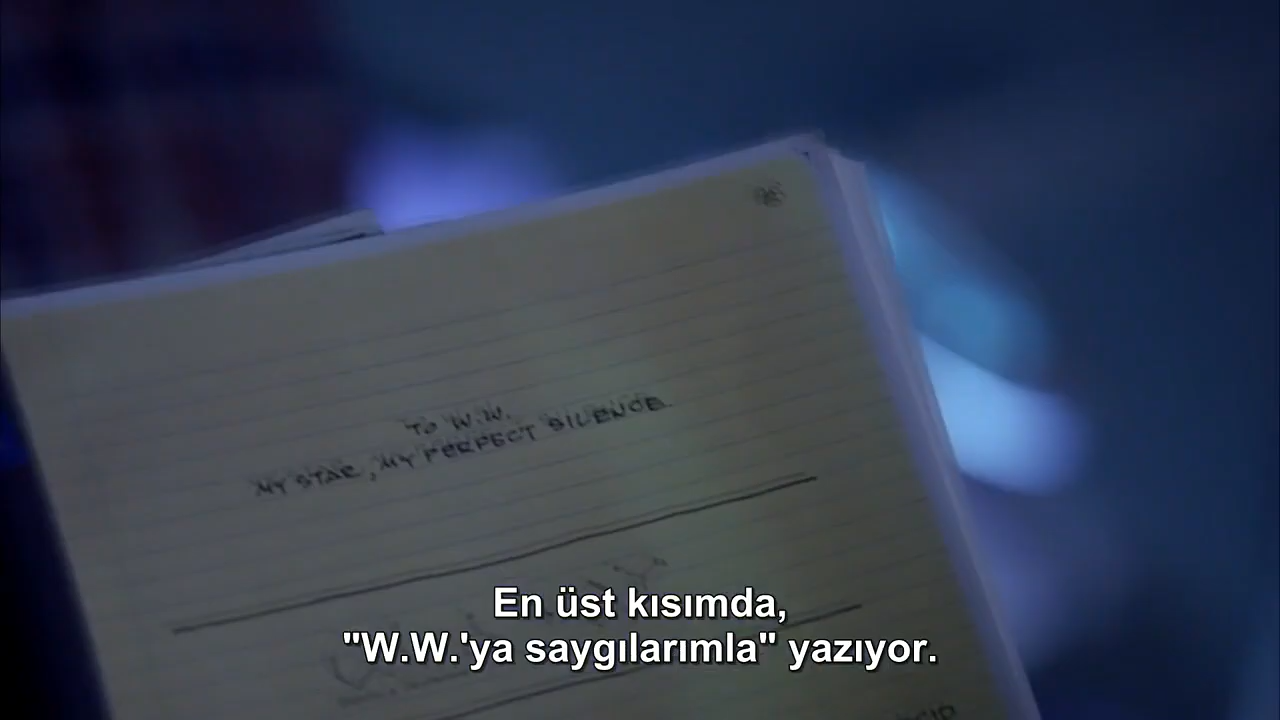 TO W.W.
MY STAR, MY PERFECT SILENCE.
En üst kısımda,
"W.W.'ya saygılarımla" yazıyor.